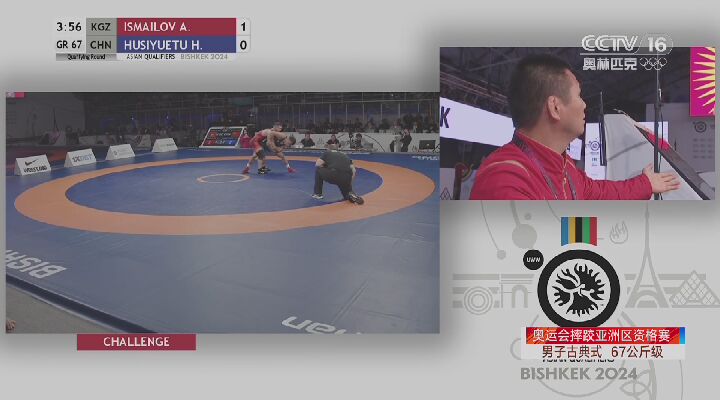 3:56 KGZ ISMAILOV A. 1
GR 67 CHN HUSIYUETU H. 0
Qualifying Round ASIAN QUALIFIERS BISHKEK 2024
CCTV 16
奥林匹克
K
UWW
BISH
CHALLENGE
奥运会摔跤亚洲区资格赛
男子古典式 67公斤级
BISHKEK 2024